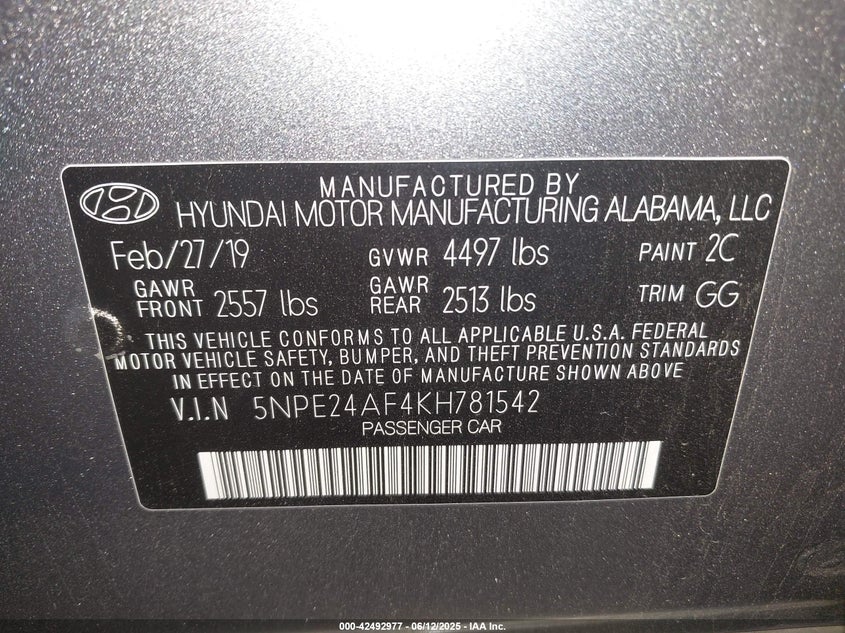 MANUFACTURED BY
HYUNDAI MOTOR MANUFACTURING ALABAMA, LLC
Feb/27/19 GVWR 4497 lbs PAINT 2C
GAWR FRONT 2557 lbs GAWR REAR 2513 lbs TRIM GG
THIS VEHICLE CONFORMS TO ALL APPLICABLE U.S.A. FEDERAL
MOTOR VEHICLE SAFETY, BUMPER, AND THEFT PREVENTION STANDARDS
IN EFFECT ON THE DATE OF MANUFACTURE SHOWN ABOVE
V.I.N 5NPE24AF4KH781542
PASSENGER CAR
000-42492977 - 06/12/2025 - IAA Inc.